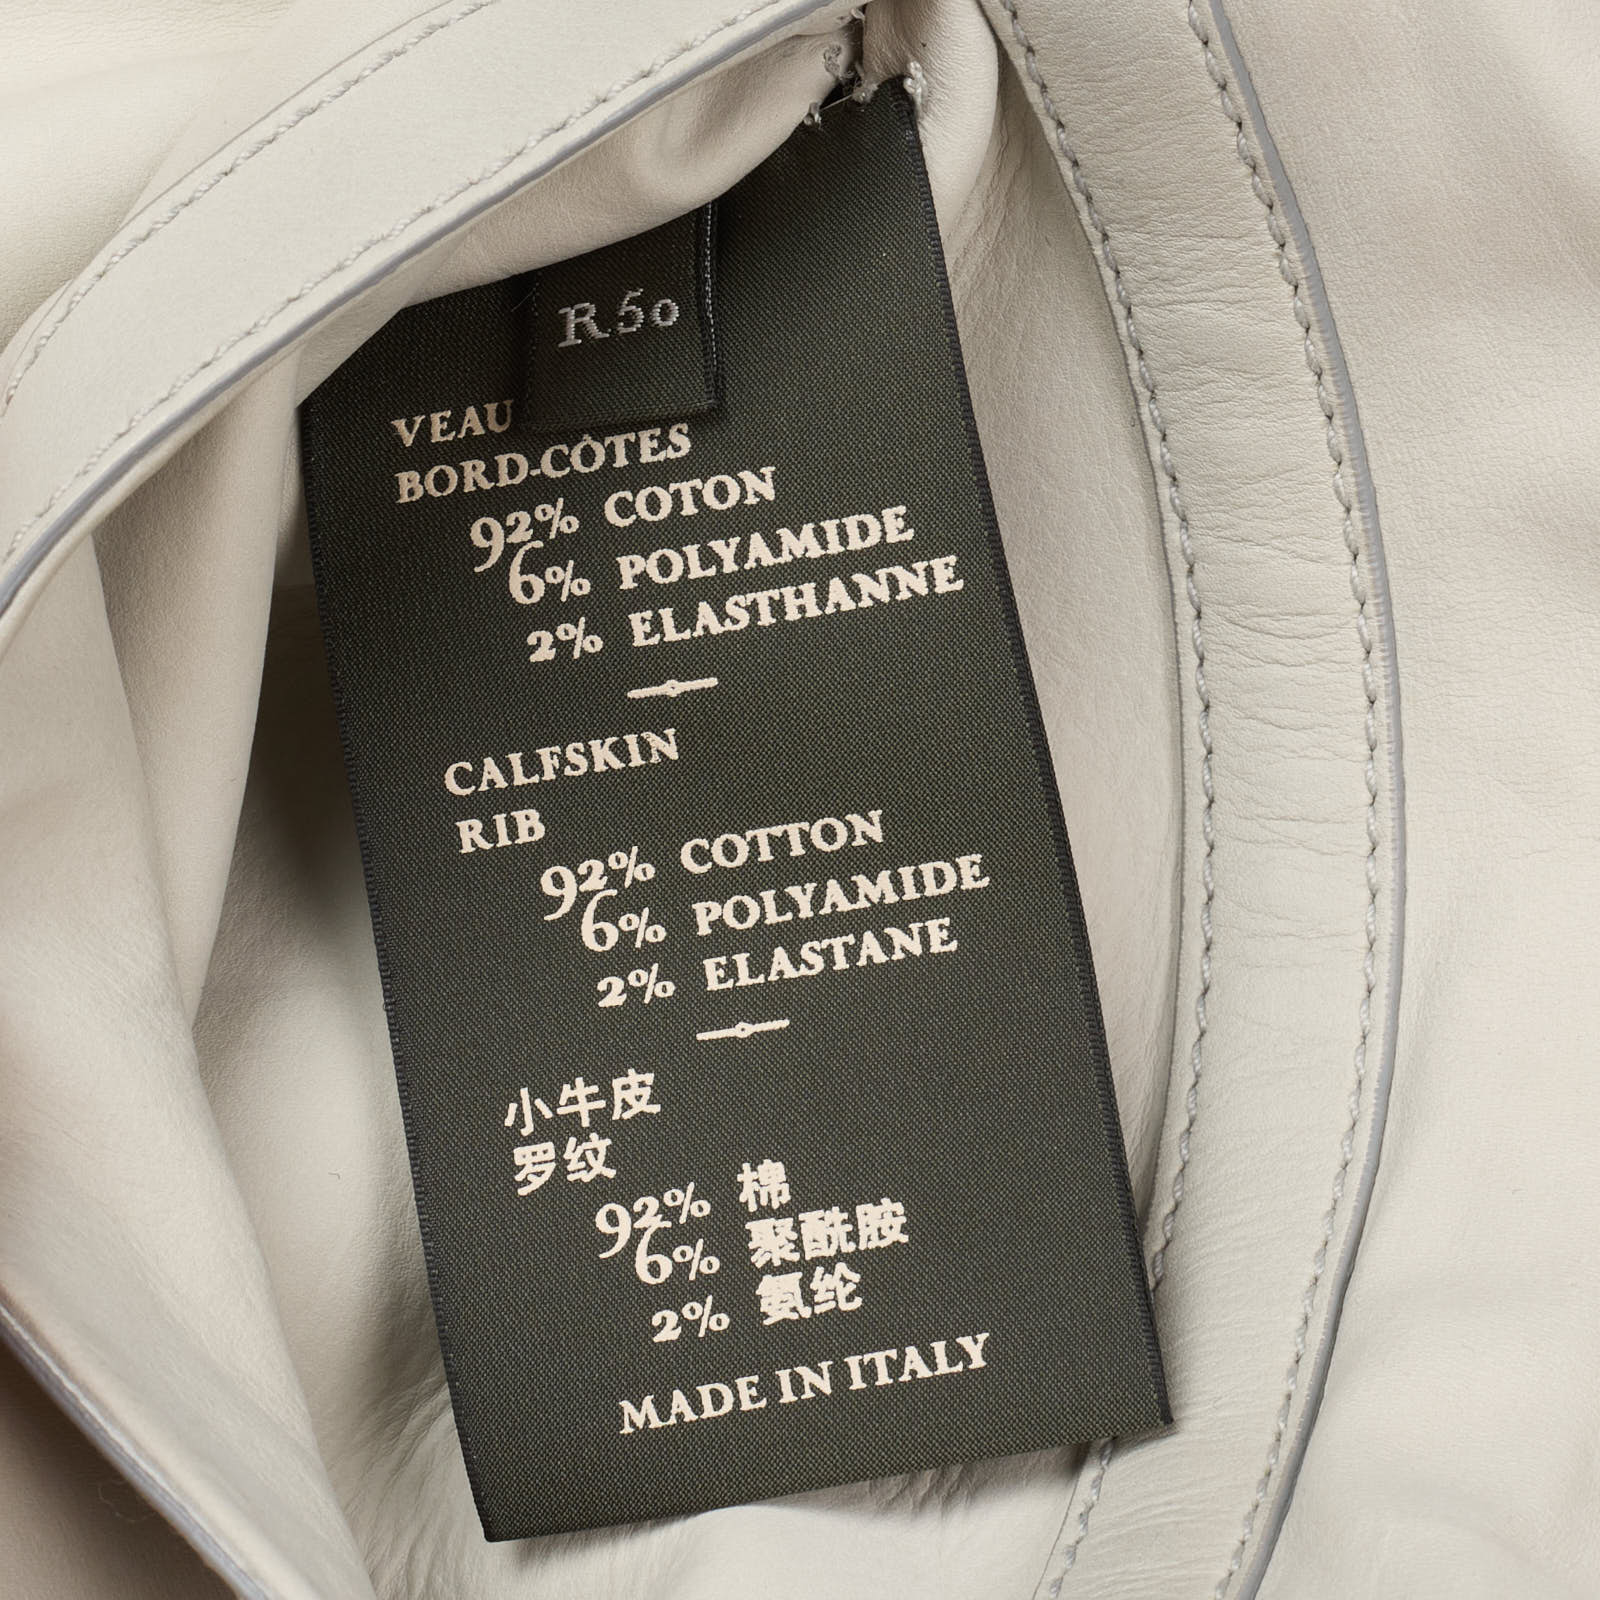 R 50
VEAU
BORD-CÔTES
92% COTON
6% POLYAMIDE
2% ELASTHANNE
CALFSKIN
RIB
92% COTTON
6% POLYAMIDE
2% ELASTANE
小牛皮
罗纹
92% 棉
6% 聚酰胺
2% 氨纶
MADE IN ITALY